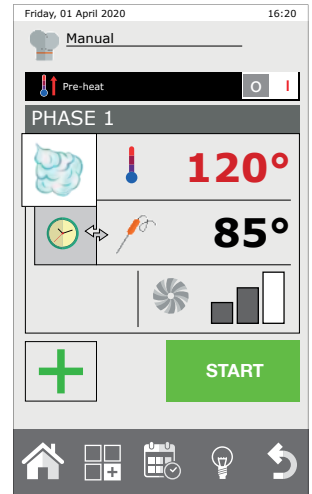 Friday, 01 April 2020 16:20
Manual
Pre-heat O I
PHASE 1
120°
85°
START